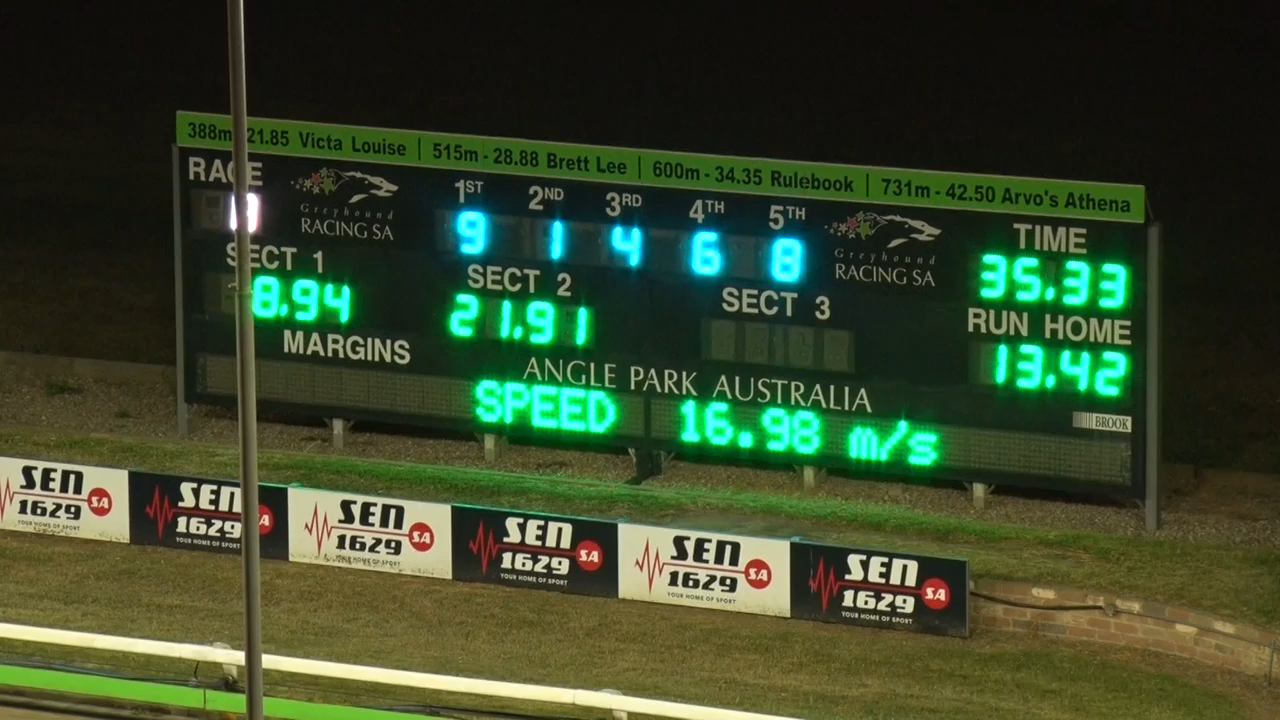 388m 21.85 Victa Louise | 515m - 28.88 Brett Lee | 600m - 34.35 Rulebook | 731m - 42.50 Arvo's Athena
RACE
Greyhound
RACING SA
1ST 2ND 3RD 4TH 5TH
9 1 4 6 8
Greyhound
RACING SA
TIME
35.33
SECT 1
8.94
SECT 2
21.91
SECT 3
RUN HOME
13.42
MARGINS
ANGLE PARK AUSTRALIA
SPEED 16.98 m/s
BROOK
SEN
1629 SA
YOUR HOME OF SPORT
SEN
1629 SA
YOUR HOME OF SPORT
SEN
1629 SA
YOUR HOME OF SPORT
SEN
1629 SA
YOUR HOME OF SPORT
SEN
1629 SA
YOUR HOME OF SPORT
SEN
1629 SA
YOUR HOME OF SPORT